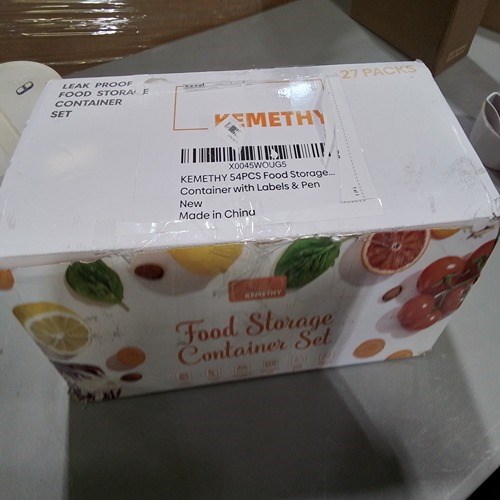 LEAK PROOF
FOOD STORAGE
CONTAINER
SET
27 PACKS
KEMETHY
X0045WOUG5
KEMETHY 54PCS Food Storage...
Container with Labels & Pen
New
Made in China
KEMETHY
Food Storage
Container Set